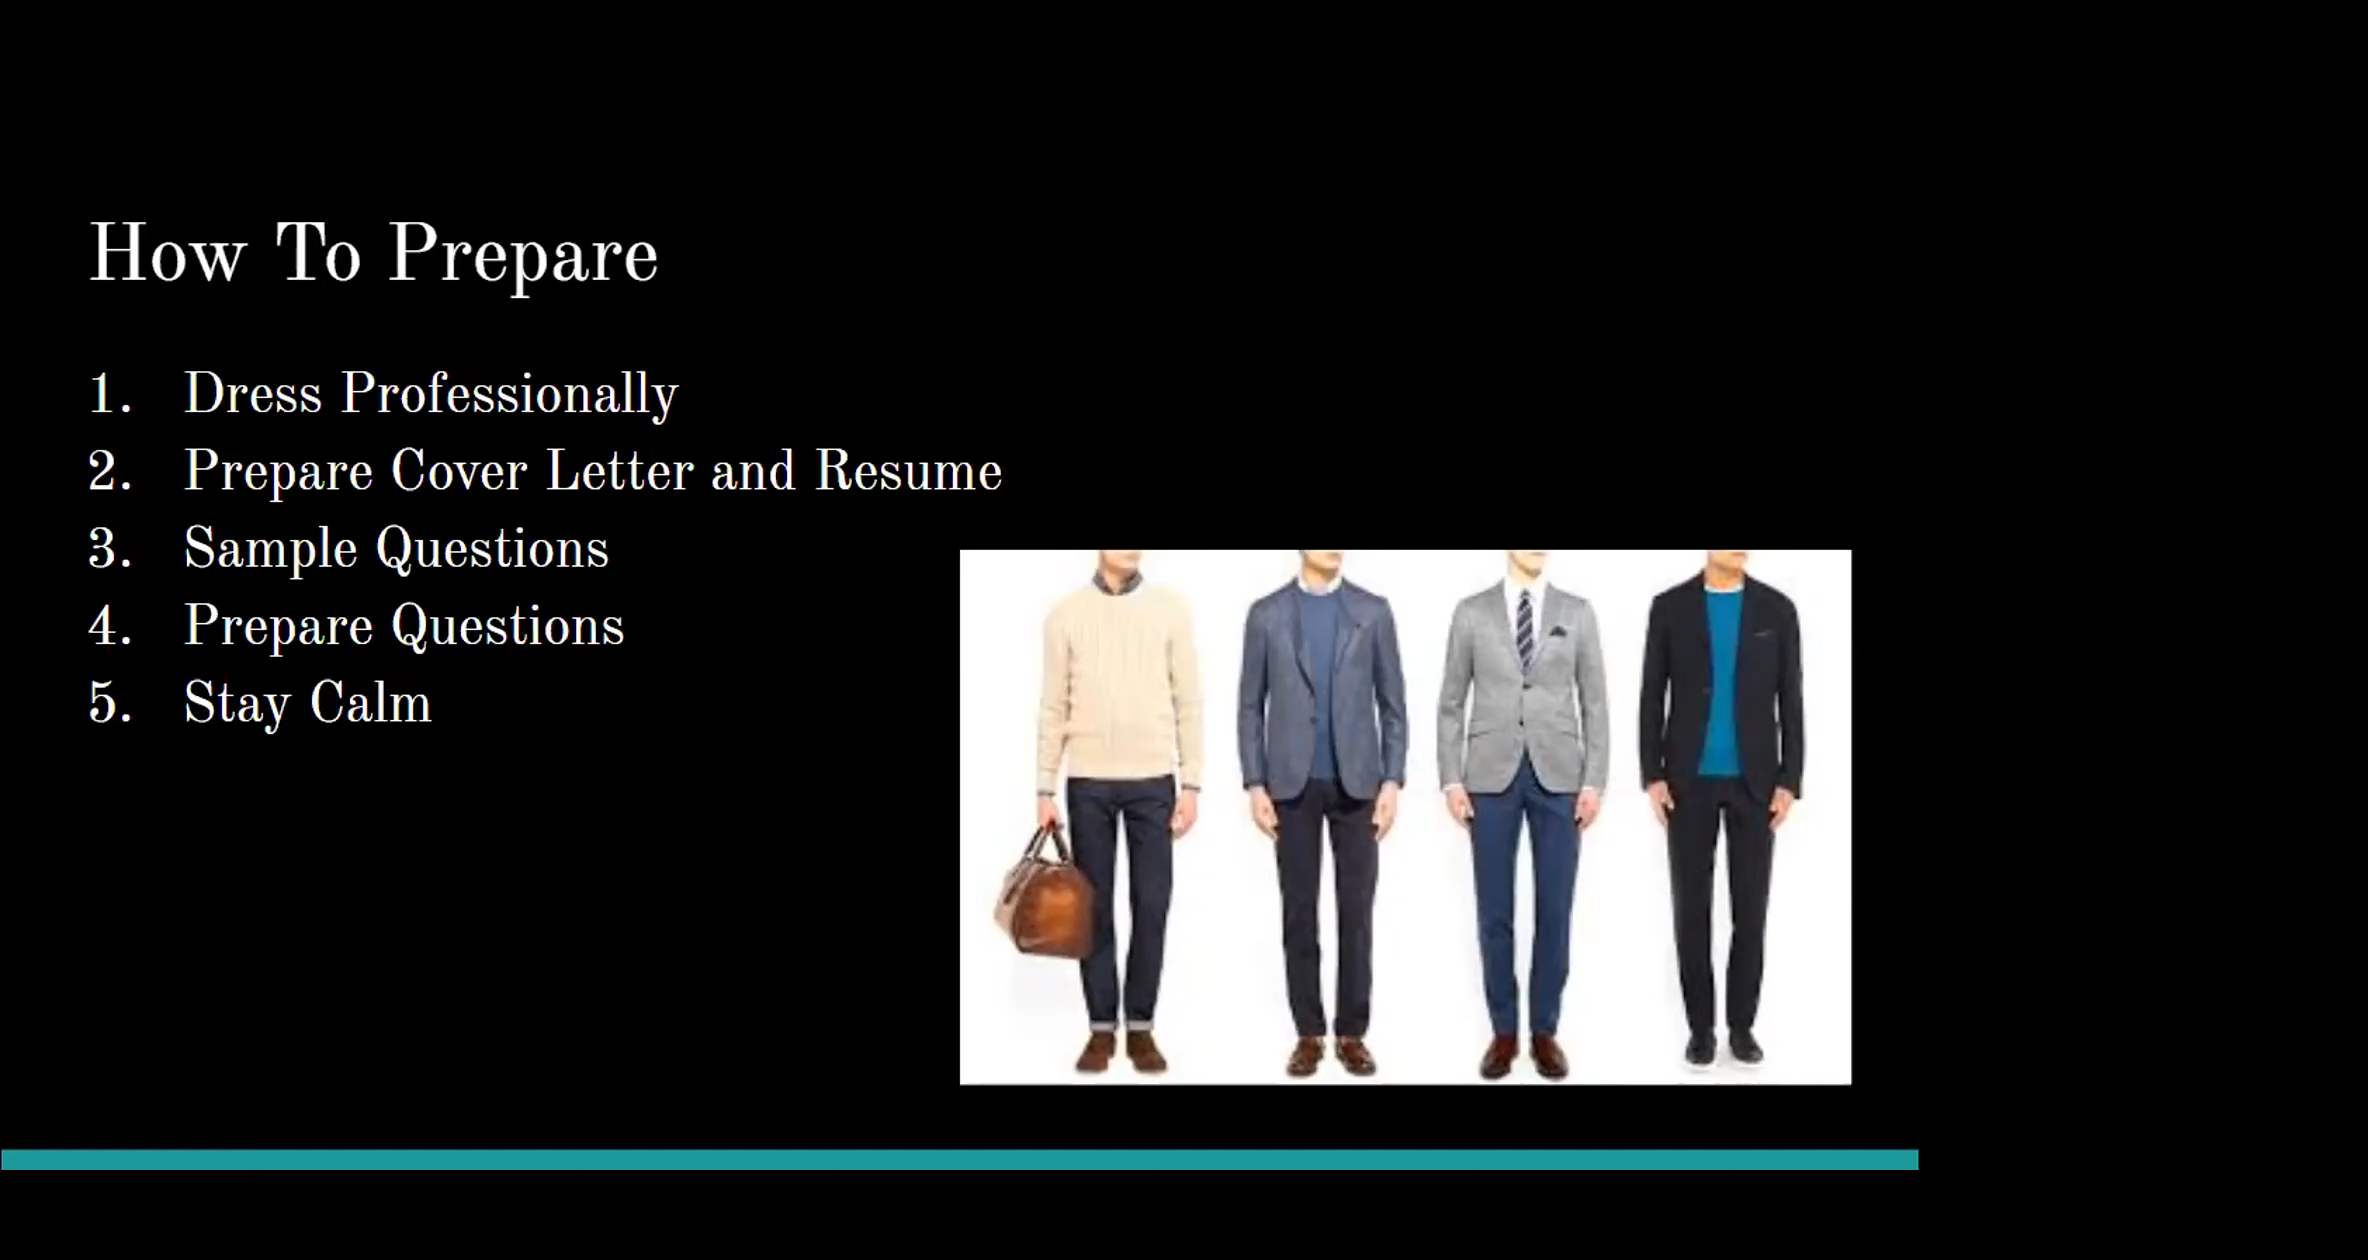 How To Prepare
1. Dress Professionally
2. Prepare Cover Letter and Resume
3. Sample Questions
4. Prepare Questions
5. Stay Calm